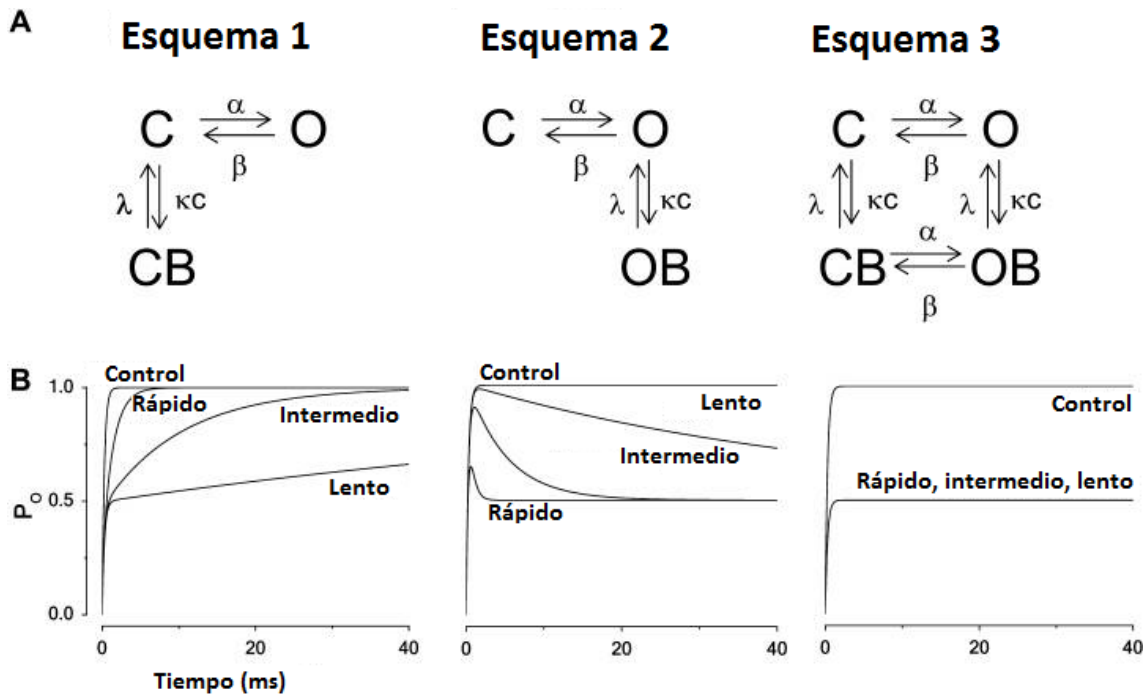 A
Esquema 1
Esquema 2
Esquema 3
C α O
β
λ κc
CB
C α O
β
λ κc
OB
C α O
β
λ κc λ κc
α
CB OB
β
B
Control
Rápido
Intermedio
Lento
Control
Lento
Intermedio
Rápido
Control
Rápido, intermedio, lento
1.0
0.5
0.0
PO
0 20 40
0 20 40
0 20 40
Tiempo (ms)